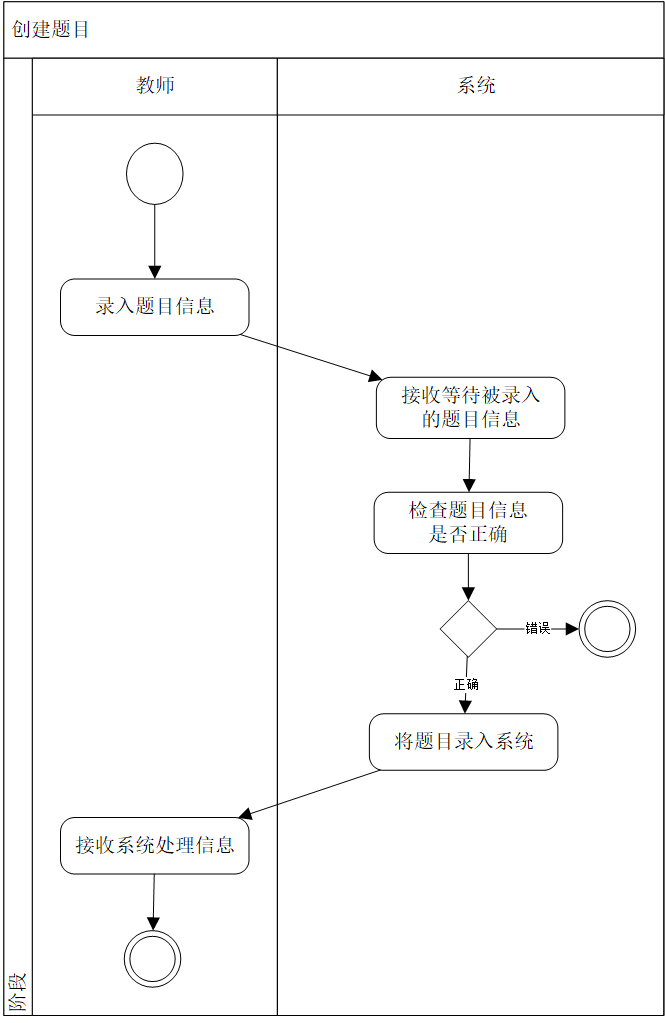 创建题目
教师
系统
录入题目信息
接收等待被录入
的题目信息
检查题目信息
是否正确
错误
正确
将题目录入系统
接收系统处理信息
阶段